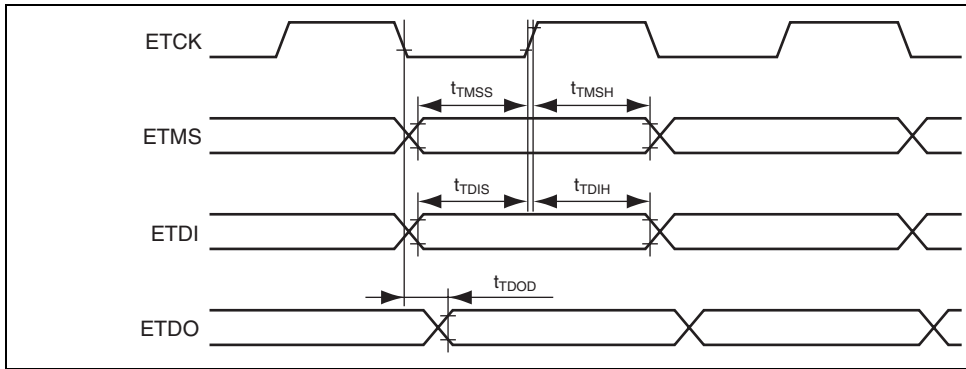 ETCK
tTMSS tTMSH
ETMS
tTDIS tTDIH
ETDI
tTDOD
ETDO